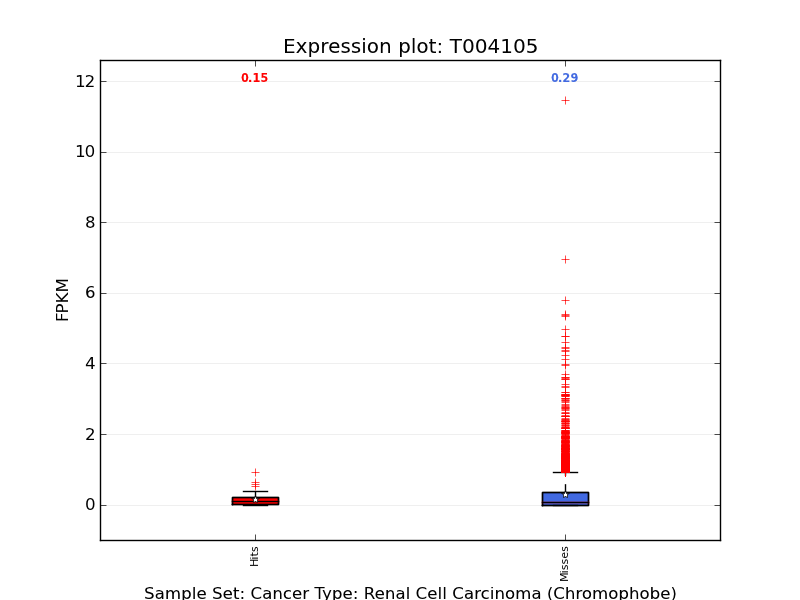 Expression plot: T004105
0.15
0.29
12
10
8
6
4
2
0
FPKM
Hits
Misses
Sample Set: Cancer Type: Renal Cell Carcinoma (Chromophobe)